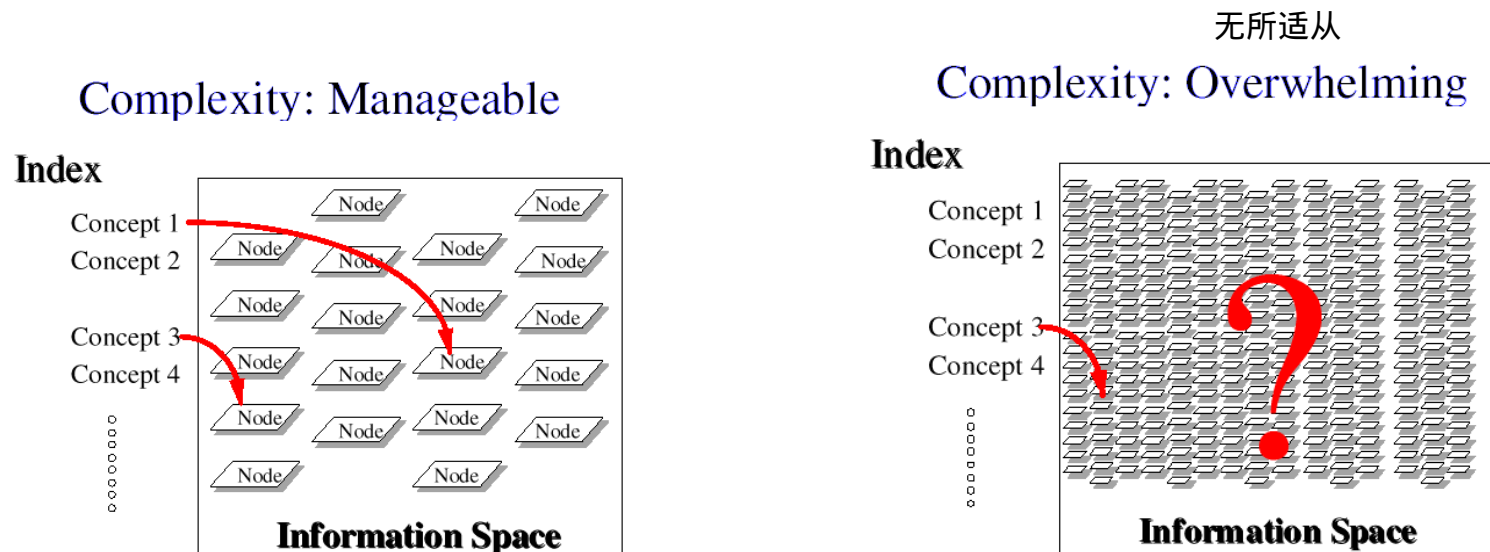 无所适从
Complexity: Manageable
Index
Concept 1
Concept 2
Concept 3
Concept 4
Node Node
Node Node
Node Node
Node Node
Node Node
Node Node
Node Node
Node Node
Node Node
Node Node
Node Node
Information Space
Complexity: Overwhelming
Index
Concept 1
Concept 2
Concept 3
Concept 4
?
Information Space